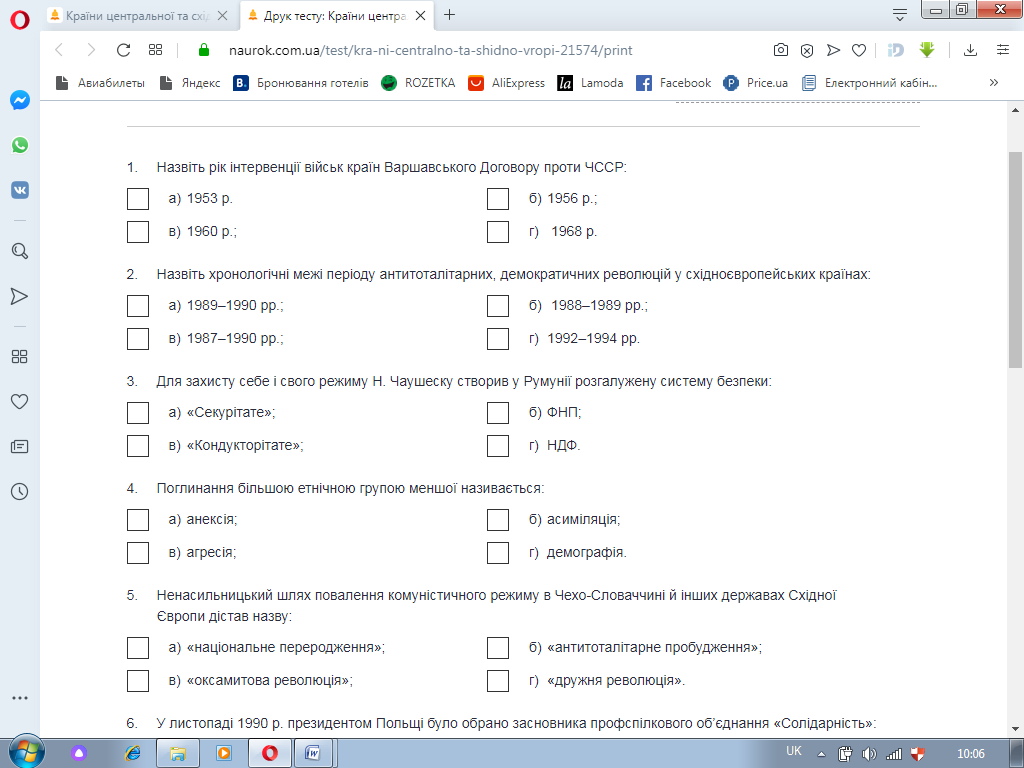 Країни центральної та схід
Друк тесту: Країни центра
naurok.com.ua/test/kra-ni-centralno-ta-shidno-vropi-21574/print
Авиабилеты Яндекс B. Бронювання готелів ROZETKA AliExpress la Lamoda Facebook P Price.ua Електронний кабін... »
1. Назвіть рік інтервенції військ країн Варшавського Договору проти ЧССР:
а) 1953 р. б) 1956 р.;
в) 1960 р.; г) 1968 р.
2. Назвіть хронологічні межі періоду антитоталітарних, демократичних революцій у східноєвропейських країнах:
а) 1989–1990 рр.; б) 1988–1989 рр.;
в) 1987–1990 рр.; г) 1992–1994 рр.
3. Для захисту себе і свого режиму Н. Чаушеску створив у Румунії розгалужену систему безпеки:
а) «Секурітате»; б) ФНП;
в) «Кондукторітате»; г) НДФ.
4. Поглинання більшою етнічною групою меншої називається:
а) анексія; б) асиміляція;
в) агресія; г) демографія.
5. Ненасильницький шлях повалення комуністичного режиму в Чехо-Словаччині й інших державах Східної
Європи дістав назву:
а) «національне переродження»; б) «антитоталітарне пробудження»;
в) «оксамитова революція»; г) «дружня революція».
6. У листопаді 1990 р. президентом Польщі було обрано засновника профспілкового об’єднання «Солідарність»:
UK 10:06